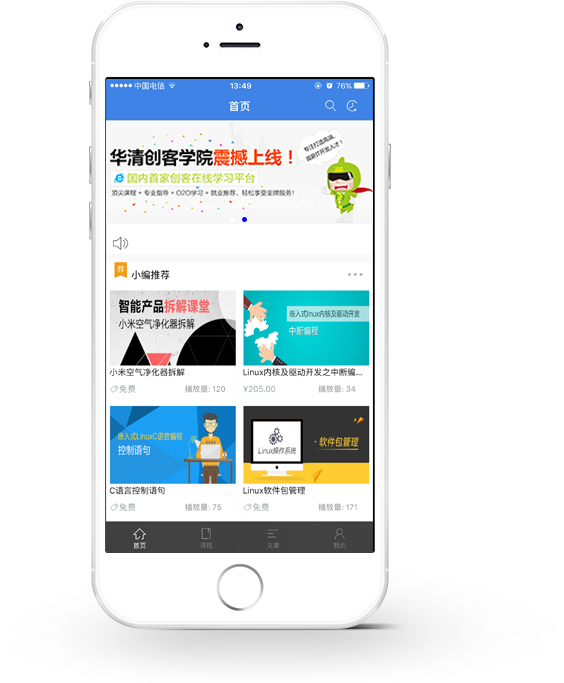 中国电信 13:49 76%
首页
专注打造高端、
华清创客学院震撼上线！
国内首家创客在线学习平台
顶尖课程 + 专业指导 + O2O学习 + 就业推荐，轻松享受金牌服务!
荐 小编推荐
智能产品拆解课堂
小米空气净化器拆解
嵌入式linux内核及驱动开发
中断编程
小米空气净化器拆解
免费 播放量: 120
Linux内核及驱动开发之中断编...
¥205.00 播放量: 34
嵌入式LinuxC语言编程
控制语句
Linux操作系统
· 软件包管理
C语言控制语句
免费 播放量: 75
Linux软件包管理
免费 播放量: 171
首页 课程 文章 我的